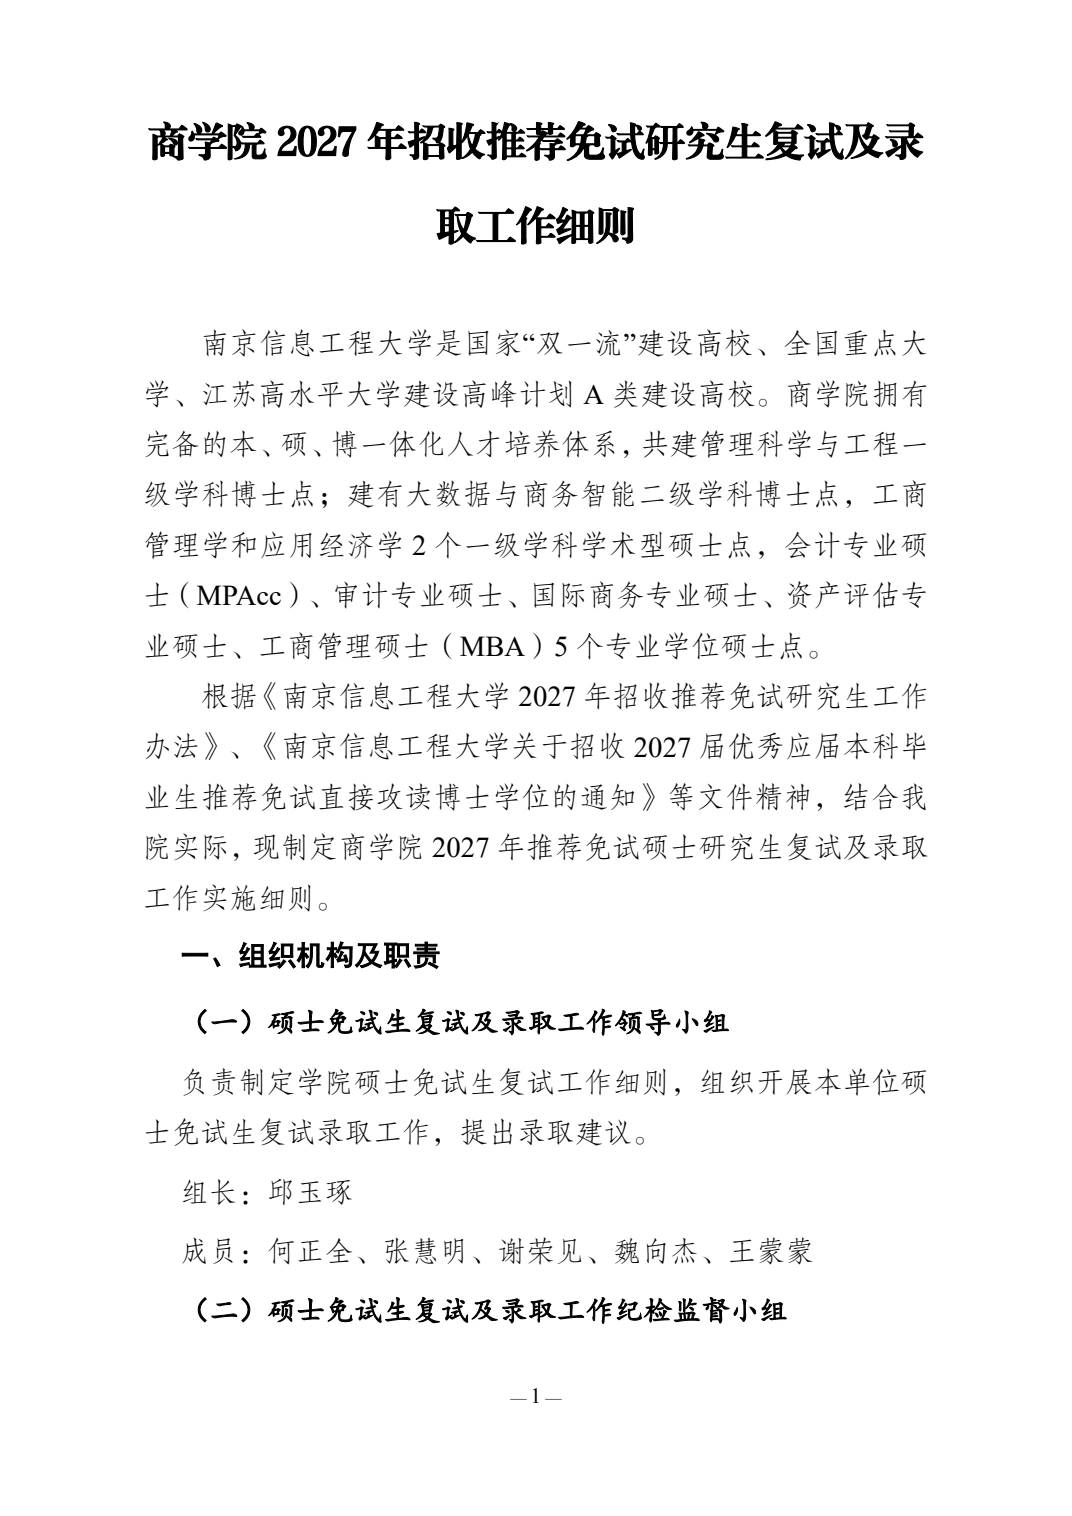 商学院 2027 年招收推荐免试研究生复试及录
取工作细则
南京信息工程大学是国家“双一流”建设高校、全国重点大
学、江苏高水平大学建设高峰计划 A 类建设高校。商学院拥有
完备的本、硕、博一体化人才培养体系，共建管理科学与工程一
级学科博士点；建有大数据与商务智能二级学科博士点，工商
管理学和应用经济学 2 个一级学科学术型硕士点，会计专业硕
士（MPAcc）、审计专业硕士、国际商务专业硕士、资产评估专
业硕士、工商管理硕士（MBA）5 个专业学位硕士点。
根据《南京信息工程大学 2027 年招收推荐免试研究生工作
办法》、《南京信息工程大学关于招收 2027 届优秀应届本科毕
业生推荐免试直接攻读博士学位的通知》等文件精神，结合我
院实际，现制定商学院 2027 年推荐免试硕士研究生复试及录取
工作实施细则。
一、组织机构及职责
（一）硕士免试生复试及录取工作领导小组
负责制定学院硕士免试生复试工作细则，组织开展本单位硕
士免试生复试录取工作，提出录取建议。
组长：邱玉琢
成员：何正全、张慧明、谢荣见、魏向杰、王蒙蒙
（二）硕士免试生复试及录取工作纪检监督小组
— 1 —